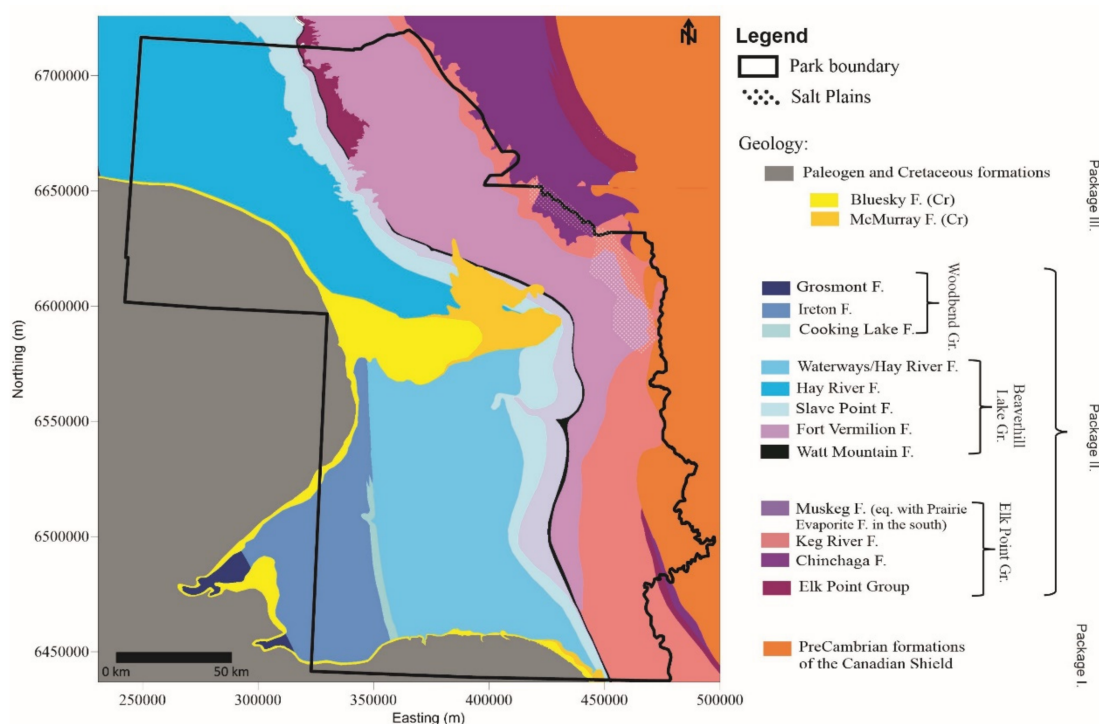 N
6700000
6650000
6600000
6550000
6500000
6450000
Northing (m)
0 km
50 km
250000
300000
350000
400000
450000
500000
Easting (m)
Legend
Park boundary
Salt Plains
Geology:
Paleogen and Cretaceous formations
Bluesky F. (Cr)
McMurray F. (Cr)
Package III.
Grosmont F.
Ireton F.
Cooking Lake F.
Woodbend Gr.
Waterways/Hay River F.
Hay River F.
Slave Point F.
Fort Vermilion F.
Watt Mountain F.
Beaverhill
Lake Gr.
Package II.
Muskeg F. (eq. with Prairie
Evaporite F. in the south)
Keg River F.
Chinchaga F.
Elk Point Group
Elk Point Gr.
PreCambrian formations
of the Canadian Shield
Package I.